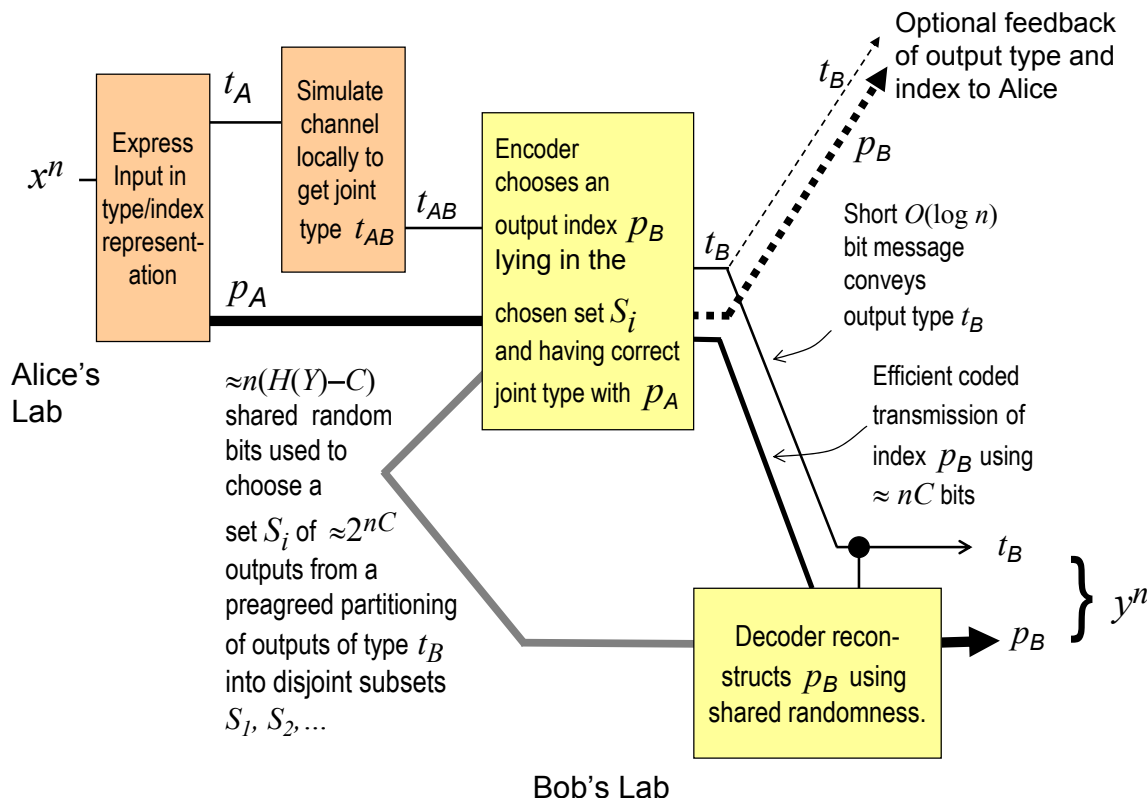 x^n
Express
Input in
type/index
represent-
ation
t_A
p_A
Simulate
channel
locally to
get joint
type t_AB
t_AB
Encoder
chooses an
output index p_B
lying in the
chosen set S_i
and having correct
joint type with p_A
t_B
t_B
p_B
Optional feedback
of output type and
index to Alice
Short O(log n)
bit message
conveys
output type t_B
Efficient coded
transmission of
index p_B using
≈ nC bits
Alice's
Lab
≈n(H(Y)–C)
shared random
bits used to
choose a
set S_i of ≈2^nC
outputs from a
preagreed partitioning
of outputs of type t_B
into disjoint subsets
S_1, S_2,...
Decoder recon-
structs p_B using
shared randomness.
t_B
p_B
} y^n
Bob's Lab